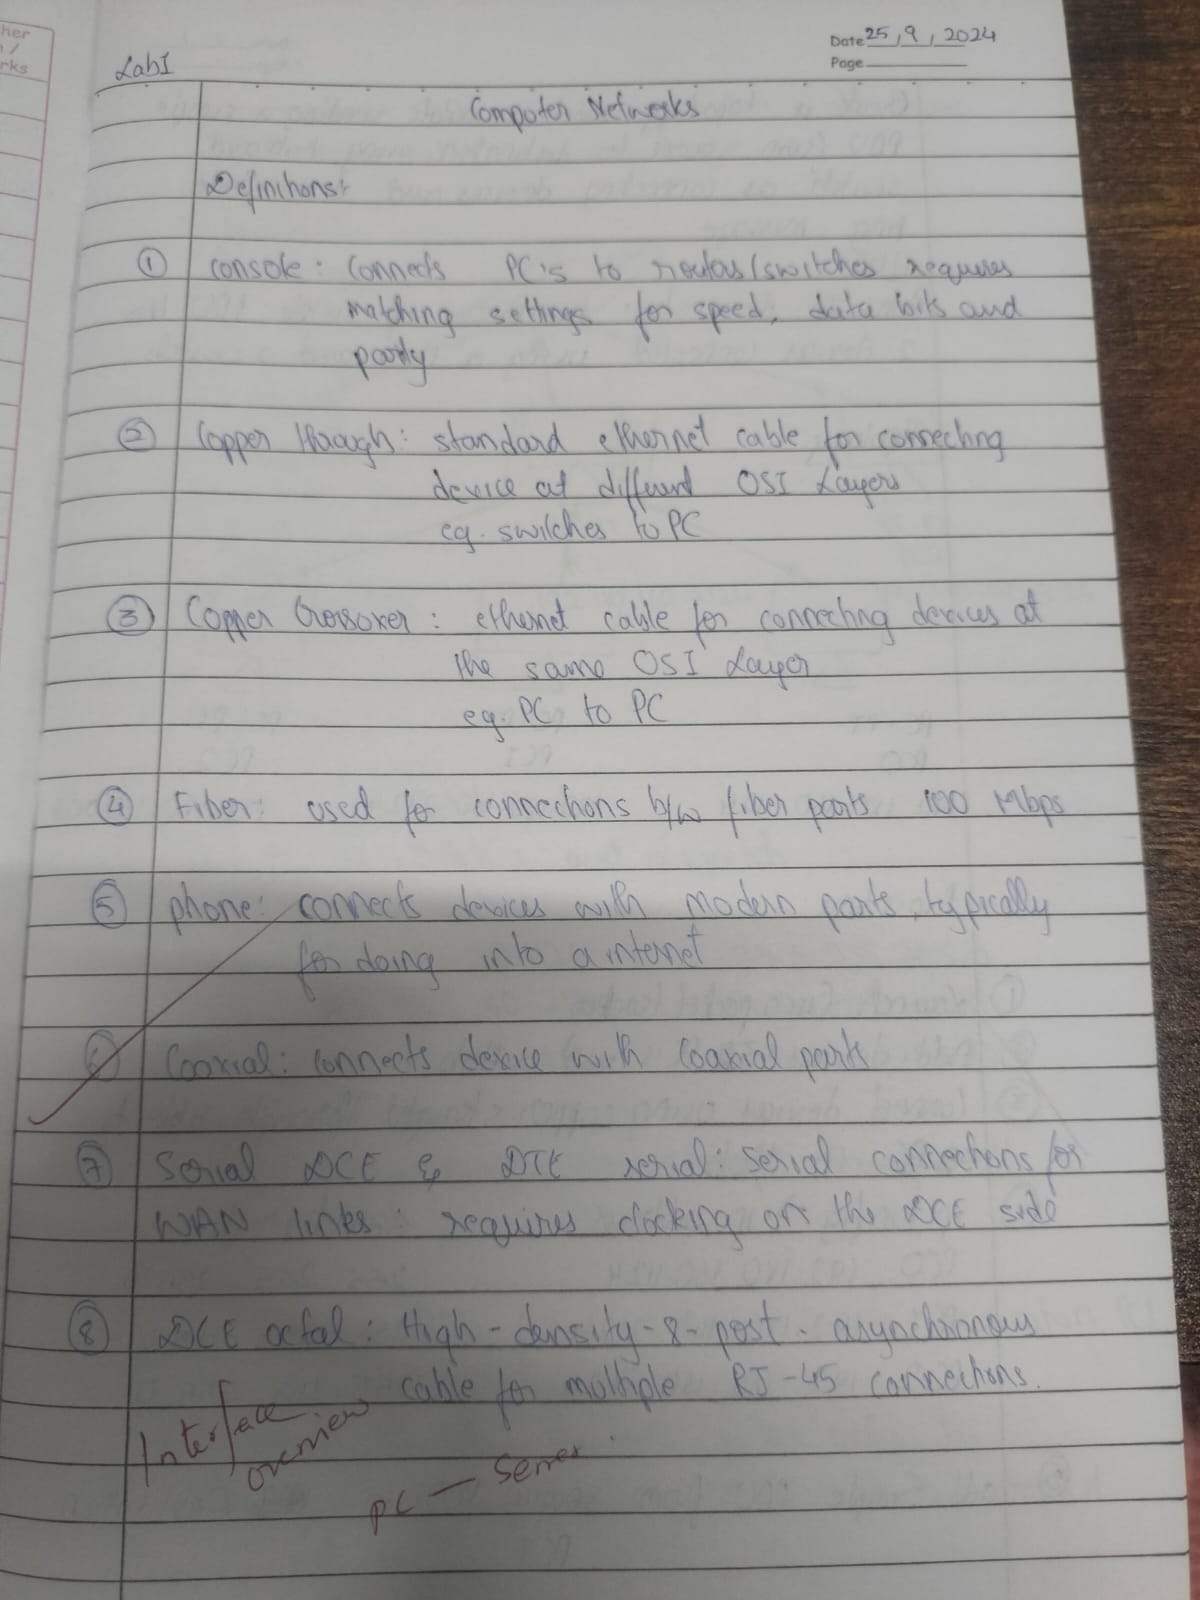 her
rks
Date 25, 9, 2024
Page
Lab I
Computer Networks
Definitions:
① Console: Connects PC's to routers/switches requires
matching settings for speed, data bits and
parity
② Copper through: standard ethernet cable for connecting
device at different OSI Layers
eg. switches to PC
③ Copper Crossover: ethernet cable for connecting devices at
the same OSI Layer
eg. PC to PC
④ Fiber: used for connections b/w fiber ports 100 Mbps
⑤ phone: connects devices with modern ports, typically
for doing into a internet
⑥ Coaxial: connects device with Coaxial ports
⑦ Serial DCE & DTE serial: serial connections for
WAN links: requires clocking on the DCE side
⑧ DCE octal: High-density-8-port. asynchronous
cable for multiple RJ-45 connections.
Interface
overview
PC — Server